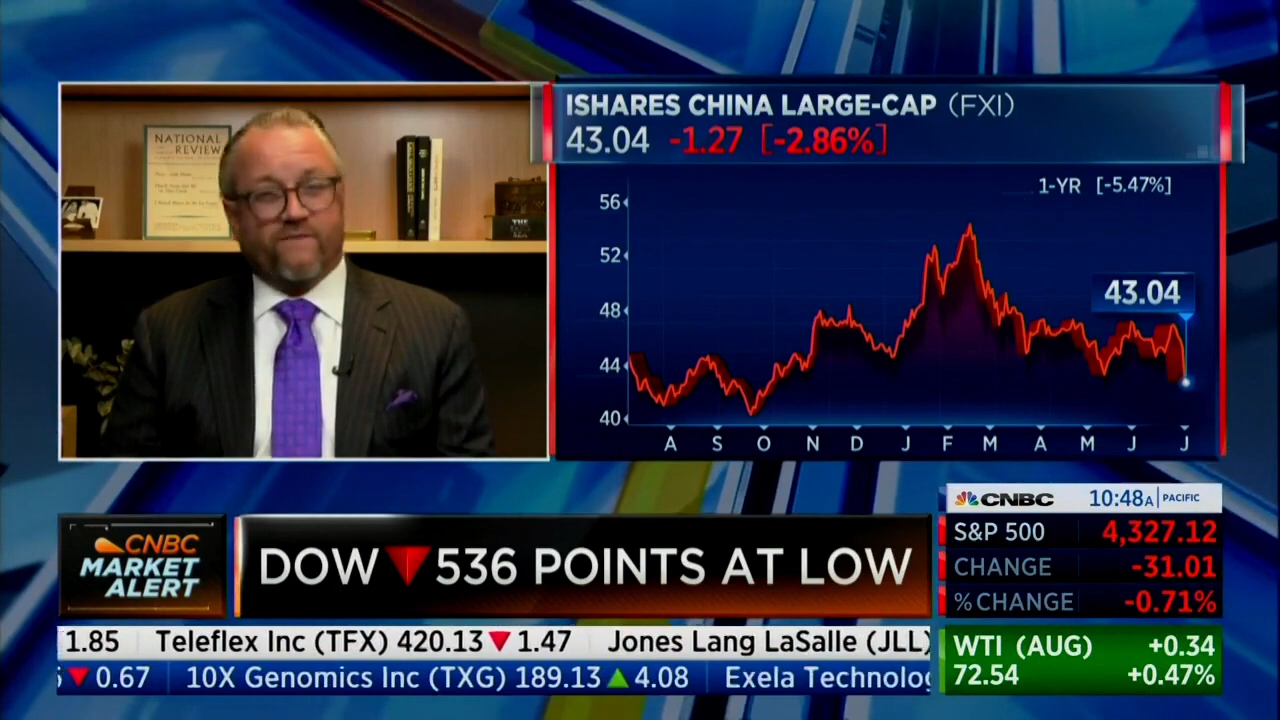 NATIONAL
REVIEW
THE
ISHARES CHINA LARGE-CAP (FXI)
43.04 -1.27 [-2.86%]
1-YR [-5.47%]
56
52
48
44
40
43.04
A S O N D J F M A M J J
CNBC
MARKET
ALERT
DOW ▼ 536 POINTS AT LOW
CNBC 10:48A PACIFIC
S&P 500 4,327.12
CHANGE -31.01
% CHANGE -0.71%
WTI (AUG) +0.34
72.54 +0.47%
1.85 Teleflex Inc (TFX) 420.13 ▼ 1.47 Jones Lang LaSalle (JLL)
▼ 0.67 10X Genomics Inc (TXG) 189.13 ▲ 4.08 Exela Technolog